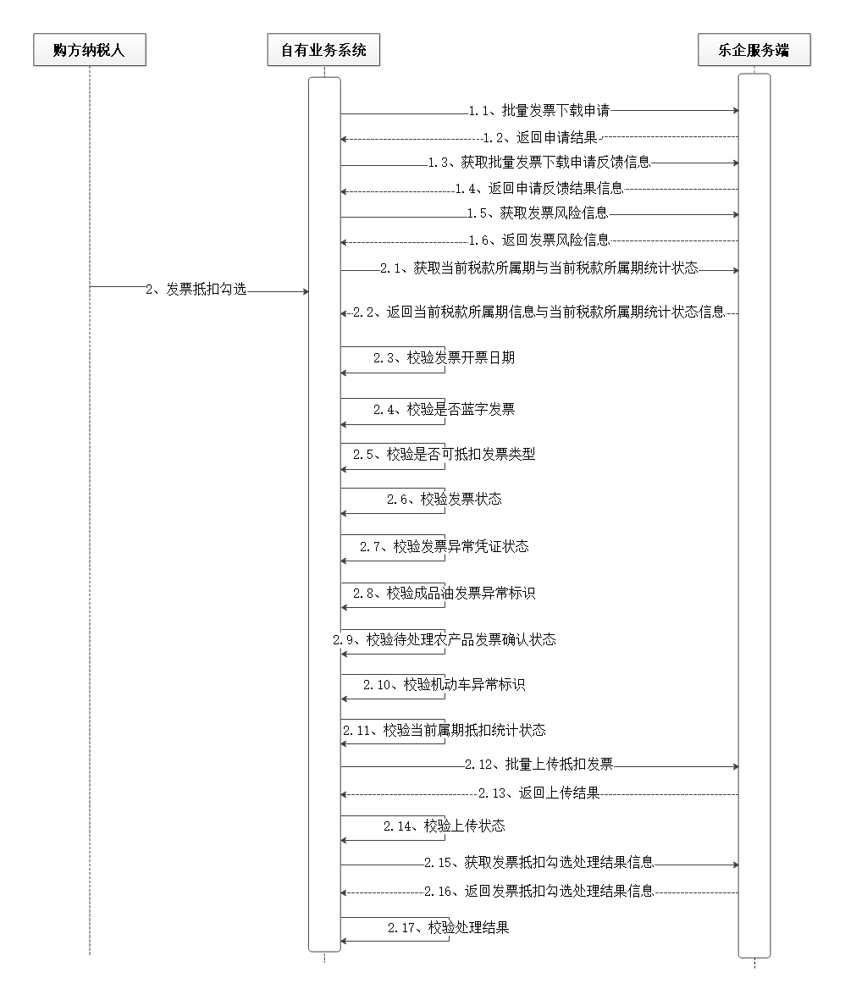 购方纳税人
自有业务系统
乐企服务端
1.1、批量发票下载申请
1.2、返回申请结果
1.3、获取批量发票下载申请反馈信息
1.4、返回申请反馈结果信息
1.5、获取发票风险信息
1.6、返回发票风险信息
2.1、获取当前税款所属期与当前税款所属期统计状态
2、发票抵扣勾选
2.2、返回当前税款所属期信息与当前税款所属期统计状态信息
2.3、校验发票开票日期
2.4、校验是否蓝字发票
2.5、校验是否可抵扣发票类型
2.6、校验发票状态
2.7、校验发票异常凭证状态
2.8、校验成品油发票异常标识
2.9、校验待处理农产品发票确认状态
2.10、校验机动车异常标识
2.11、校验当前属期抵扣统计状态
2.12、批量上传抵扣发票
2.13、返回上传结果
2.14、校验上传状态
2.15、获取发票抵扣勾选处理结果信息
2.16、返回发票抵扣勾选处理结果信息
2.17、校验处理结果